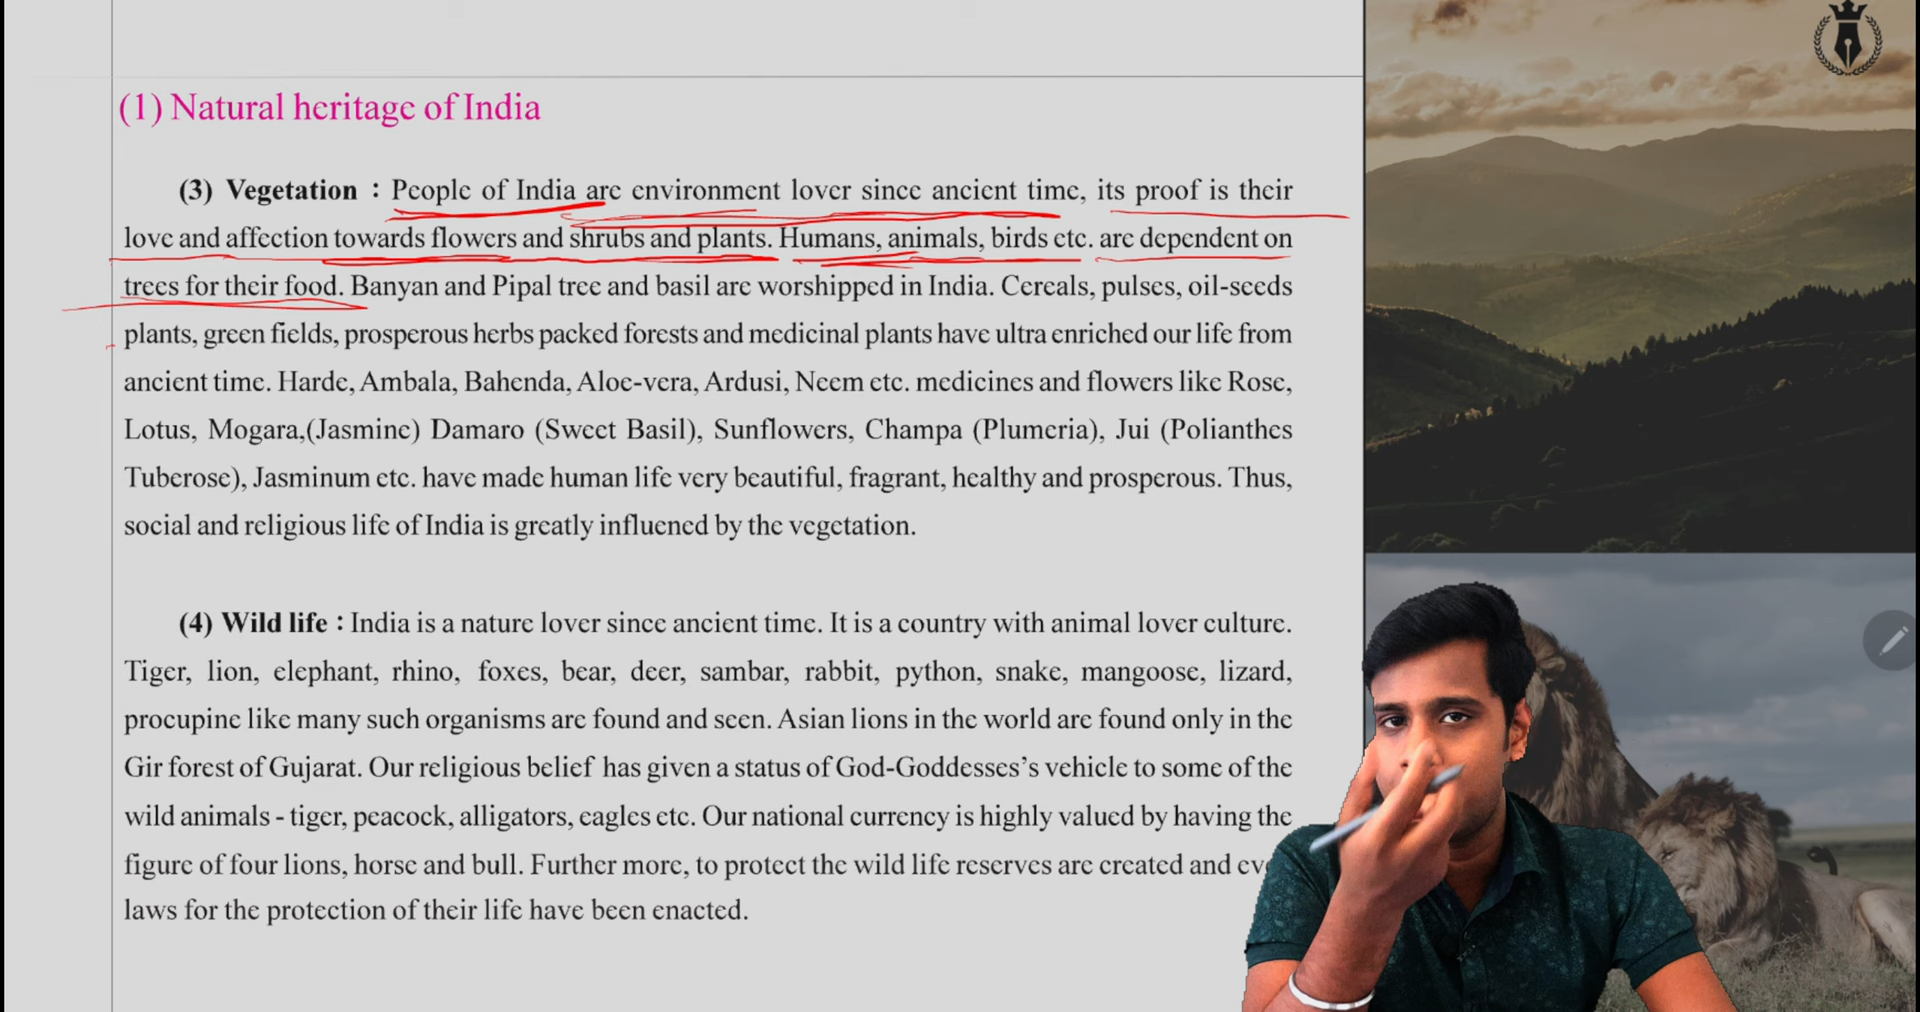 (1) Natural heritage of India
(3) Vegetation : People of India are environment lover since ancient time, its proof is their
love and affection towards flowers and shrubs and plants. Humans, animals, birds etc. are dependent on
trees for their food. Banyan and Pipal tree and basil are worshipped in India. Cereals, pulses, oil-seeds
plants, green fields, prosperous herbs packed forests and medicinal plants have ultra enriched our life from
ancient time. Harde, Ambala, Bahenda, Aloe-vera, Ardusi, Neem etc. medicines and flowers like Rose,
Lotus, Mogara,(Jasmine) Damaro (Sweet Basil), Sunflowers, Champa (Plumeria), Jui (Polianthes
Tuberose), Jasminum etc. have made human life very beautiful, fragrant, healthy and prosperous. Thus,
social and religious life of India is greatly influened by the vegetation.
(4) Wild life : India is a nature lover since ancient time. It is a country with animal lover culture.
Tiger, lion, elephant, rhino, foxes, bear, deer, sambar, rabbit, python, snake, mangoose, lizard,
procupine like many such organisms are found and seen. Asian lions in the world are found only in the
Gir forest of Gujarat. Our religious belief has given a status of God-Goddesses's vehicle to some of the
wild animals - tiger, peacock, alligators, eagles etc. Our national currency is highly valued by having the
figure of four lions, horse and bull. Further more, to protect the wild life reserves are created and
laws for the protection of their life have been enacted.